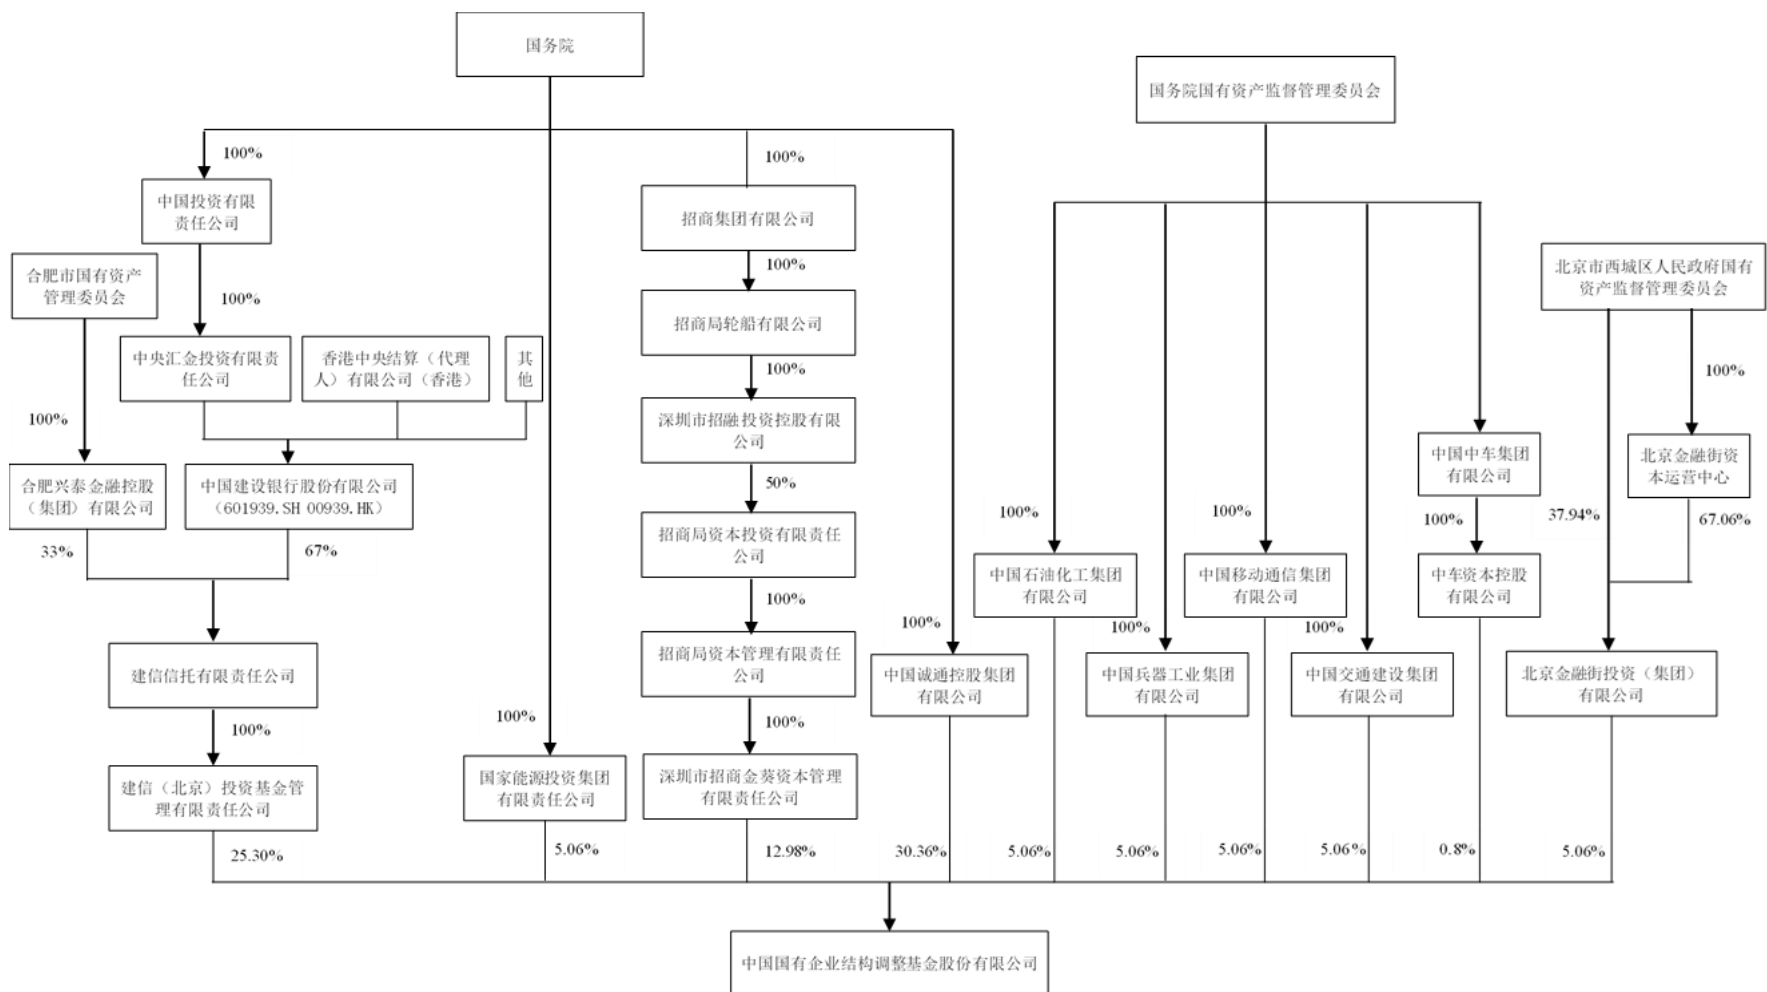 国务院
国务院国有资产监督管理委员会
100%
100%
中国投资有限
责任公司
招商集团有限公司
合肥市国有资产
管理委员会
100%
100%
北京市西城区人民政府国有
资产监督管理委员会
招商局轮船有限公司
中央汇金投资有限责
任公司
香港中央结算（代理
人）有限公司（香港）
其
他
100%
100%
100%
深圳市招融投资控股有限
公司
合肥兴泰金融控股
（集团）有限公司
中国建设银行股份有限公司
（601939.SH 00939.HK）
中国中车集团
有限公司
北京金融街资
本运营中心
50%
100%
100%
100%
37.94%
67.06%
33%
67%
招商局资本投资有限责任
公司
中国石油化工集团
有限公司
中国移动通信集团
有限公司
中车资本控股
有限公司
100%
100%
100%
100%
建信信托有限责任公司
招商局资本管理有限责任
公司
中国诚通控股集团
有限公司
中国兵器工业集团
有限公司
中国交通建设集团
有限公司
北京金融街投资（集团）
有限公司
100%
100%
100%
建信（北京）投资基金管
理有限责任公司
国家能源投资集团
有限责任公司
深圳市招商金葵资本管理
有限责任公司
25.30%
5.06%
12.98%
30.36%
5.06%
5.06%
5.06%
5.06%
0.8%
5.06%
中国国有企业结构调整基金股份有限公司